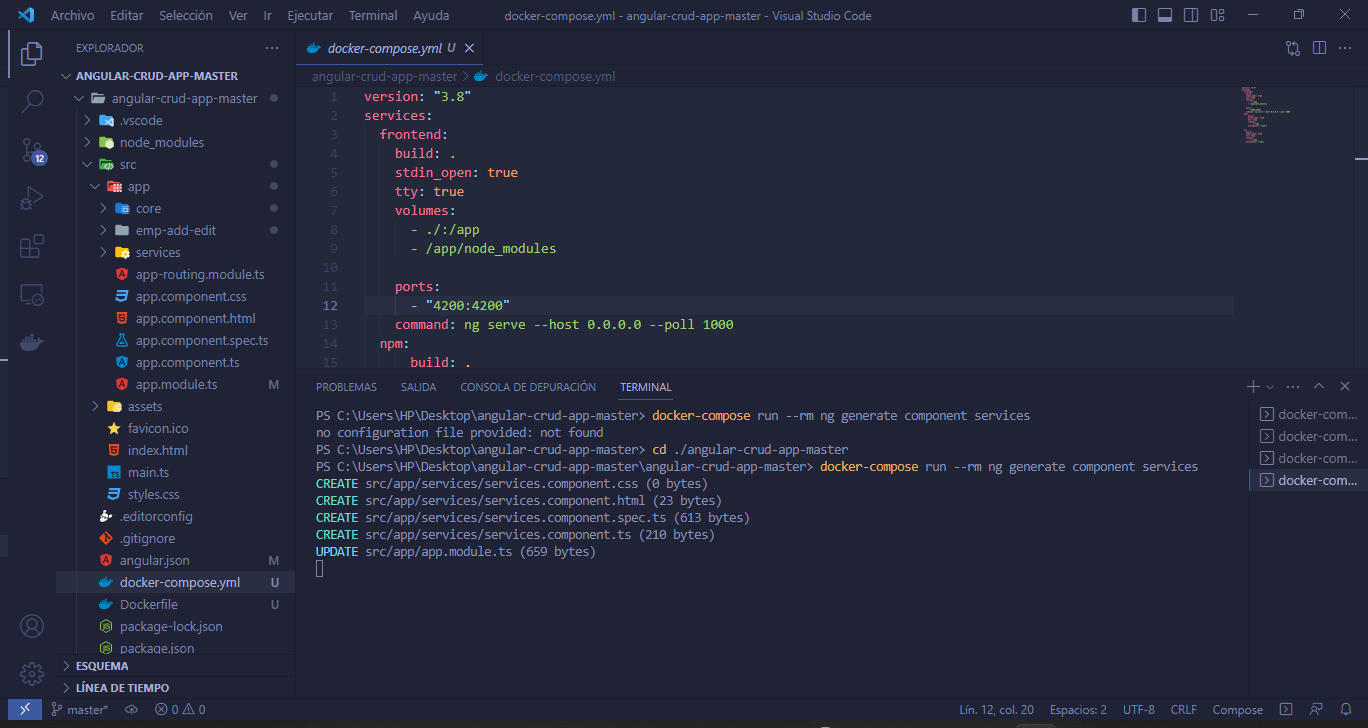 Archivo Editar Selección Ver Ir Ejecutar Terminal Ayuda
docker-compose.yml - angular-crud-app-master - Visual Studio Code
EXPLORADOR
ANGULAR-CRUD-APP-MASTER
angular-crud-app-master
.vscode
node_modules
src
app
core
emp-add-edit
services
app-routing.module.ts
app.component.css
app.component.html
app.component.spec.ts
app.component.ts
app.module.ts M
assets
favicon.ico
index.html
main.ts
styles.css
.editorconfig
.gitignore
angular.json M
docker-compose.yml U
Dockerfile U
package-lock.json
package.json
ESQUEMA
LÍNEA DE TIEMPO
12
docker-compose.yml U
angular-crud-app-master > docker-compose.yml
1 version: "3.8"
2 services:
3 frontend:
4 build: .
5 stdin_open: true
6 tty: true
7 volumes:
8 - ./:/app
9 - /app/node_modules
10
11 ports:
12 - "4200:4200"
13 command: ng serve --host 0.0.0.0 --poll 1000
14 npm:
15 build: .
PROBLEMAS SALIDA CONSOLA DE DEPURACIÓN TERMINAL
PS C:\Users\HP\Desktop\angular-crud-app-master> docker-compose run --rm ng generate component services
no configuration file provided: not found
PS C:\Users\HP\Desktop\angular-crud-app-master> cd ./angular-crud-app-master
PS C:\Users\HP\Desktop\angular-crud-app-master\angular-crud-app-master> docker-compose run --rm ng generate component services
CREATE src/app/services/services.component.css (0 bytes)
CREATE src/app/services/services.component.html (23 bytes)
CREATE src/app/services/services.component.spec.ts (613 bytes)
CREATE src/app/services/services.component.ts (210 bytes)
UPDATE src/app/app.module.ts (659 bytes)
docker-com...
docker-com...
docker-com...
docker-com...
master* 0 0
Lín. 12, col. 20 Espacios: 2 UTF-8 CRLF Compose